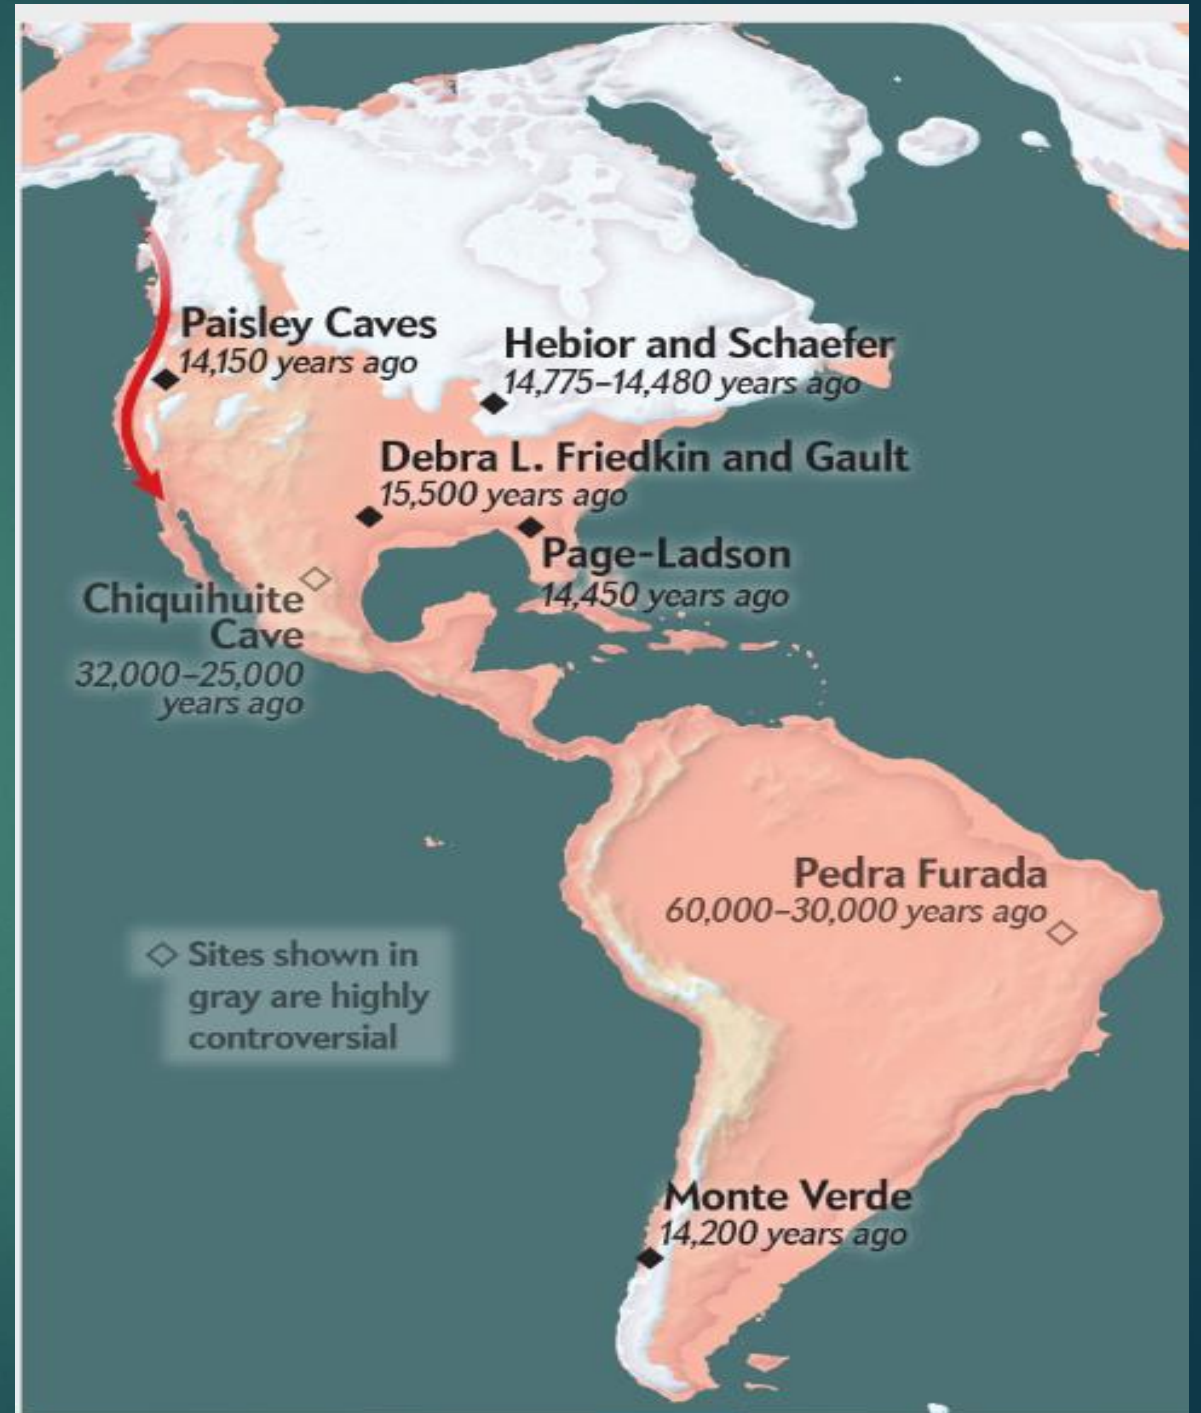 Paisley Caves
14,150 years ago
Hebior and Schaefer
14,775–14,480 years ago
Debra L. Friedkin and Gault
15,500 years ago
Page-Ladson
14,450 years ago
Chiquihuite
Cave
32,000–25,000
years ago
Pedra Furada
60,000–30,000 years ago
Sites shown in
gray are highly
controversial
Monte Verde
14,200 years ago